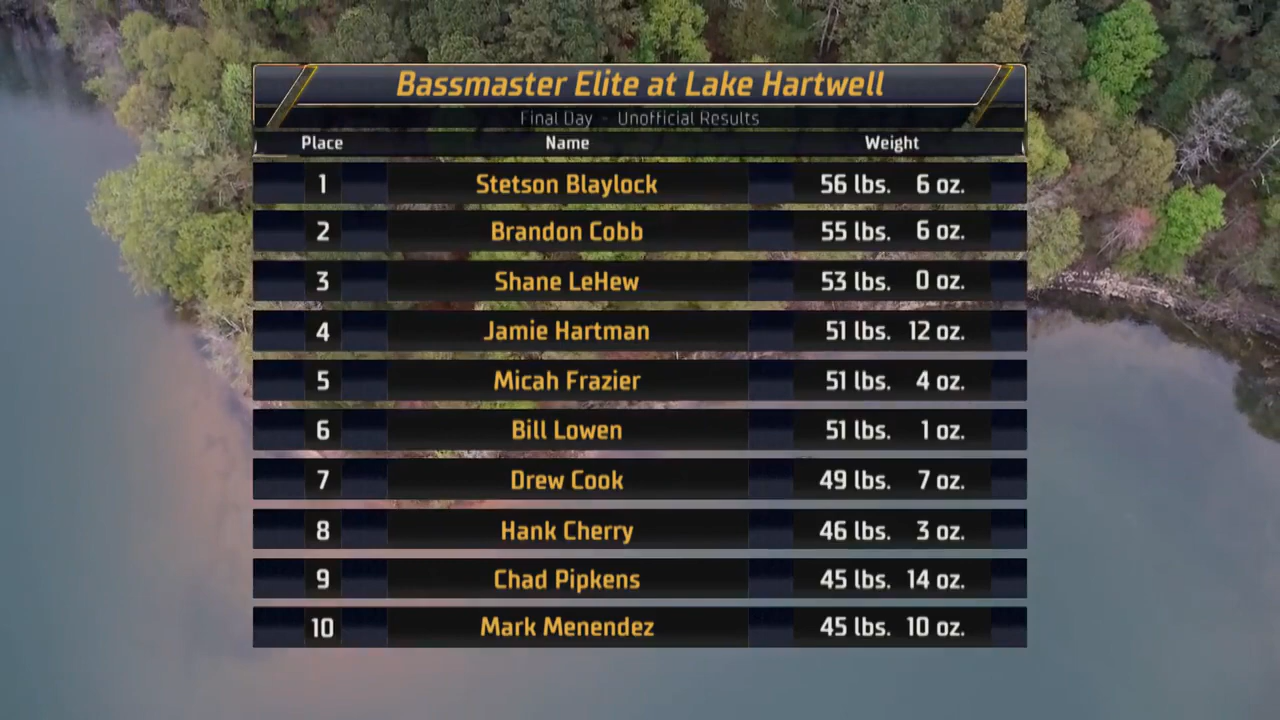 Bassmaster Elite at Lake Hartwell
Final Day - Unofficial Results
Place Name Weight
1 Stetson Blaylock 56 lbs. 6 oz.
2 Brandon Cobb 55 lbs. 6 oz.
3 Shane LeHew 53 lbs. 0 oz.
4 Jamie Hartman 51 lbs. 12 oz.
5 Micah Frazier 51 lbs. 4 oz.
6 Bill Lowen 51 lbs. 1 oz.
7 Drew Cook 49 lbs. 7 oz.
8 Hank Cherry 46 lbs. 3 oz.
9 Chad Pipkens 45 lbs. 14 oz.
10 Mark Menendez 45 lbs. 10 oz.